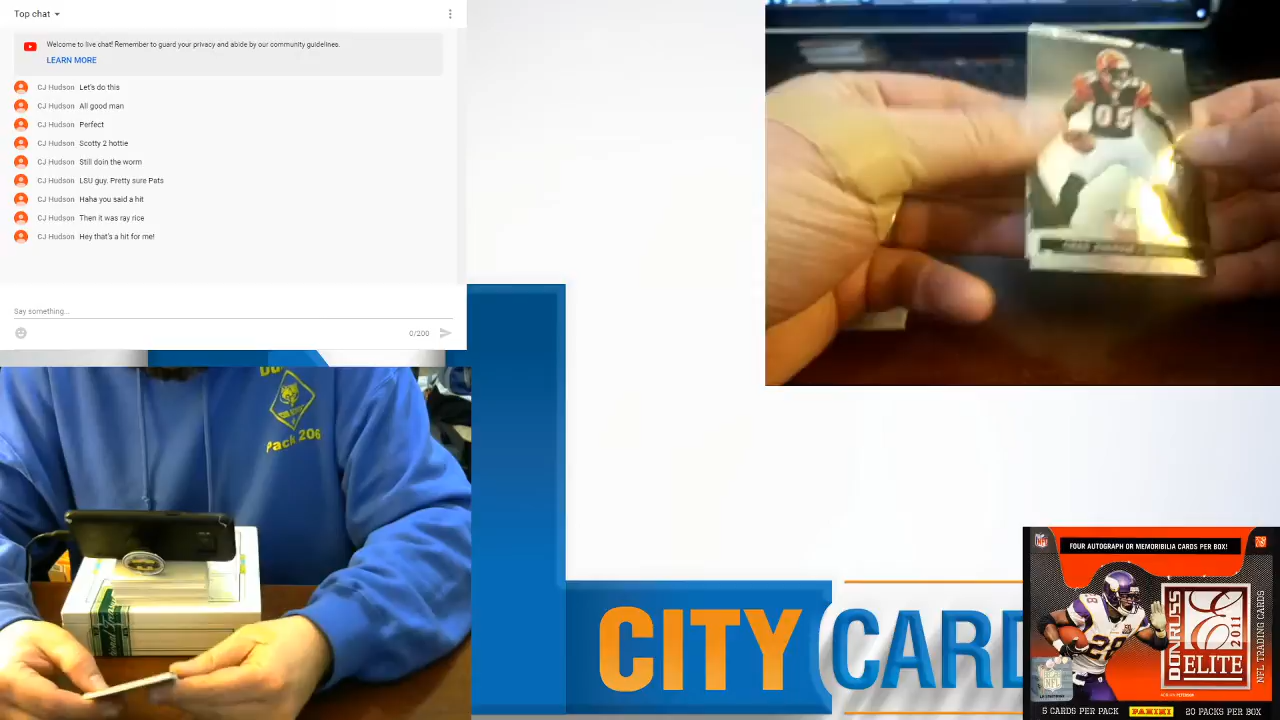 Top chat
Welcome to live chat! Remember to guard your privacy and abide by our community guidelines.
LEARN MORE
CJ Hudson Let's do this
CJ Hudson All good man
CJ Hudson Perfect
CJ Hudson Scotty 2 hottie
CJ Hudson Still doin the worm
CJ Hudson LSU guy. Pretty sure Pats
CJ Hudson Haha you said a hit
CJ Hudson Then it was ray rice
CJ Hudson Hey that's a hit for me!
Say something...
0/200
85
Pack 206
CITY CARD
NFL
FOUR AUTOGRAPH OR MEMORIBILIA CARDS PER BOX!
28
DONRUSS
E
2011
ELITE
NFL TRADING CARDS
5 CARDS PER PACK
PANINI
20 PACKS PER BOX